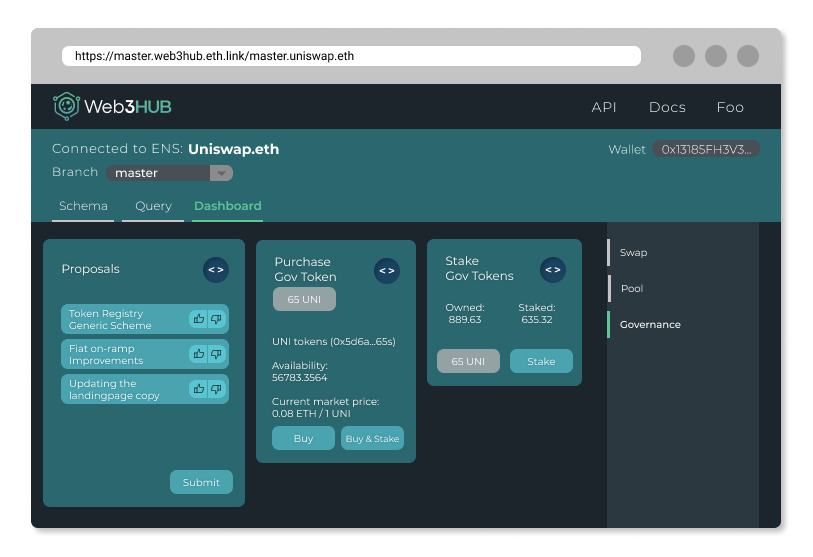 https://master.web3hub.eth.link/master.uniswap.eth
Web3HUB
API
Docs
Foo
Connected to ENS: Uniswap.eth
Wallet
0x13185FH3V3...
Branch
master
Schema
Query
Dashboard
Proposals
< >
Token Registry
Generic Scheme
Fiat on-ramp
Improvements
Updating the
landingpage copy
Submit
Purchase
Gov Token
< >
65 UNI
UNI tokens (0x5d6a...65s)
Availability:
56783.3564
Current market price:
0.08 ETH / 1 UNI
Buy
Buy & Stake
Stake
Gov Tokens
< >
Owned:
889.63
Staked:
635.32
65 UNI
Stake
Swap
Pool
Governance